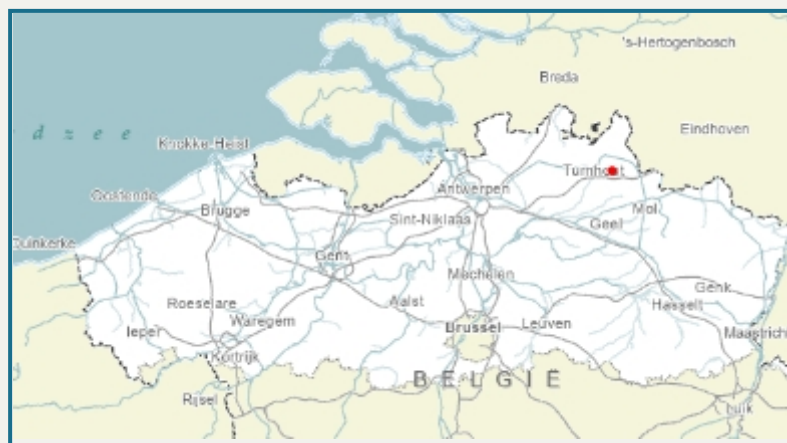 's-Hertogenbosch
Breda
d z e e
Eindhoven
Knokke-Heist
Turnhout
Antwerpen
Oostende
Mol
Brugge
Sint-Niklaas
Geel
Duinkerke
Gent
Mechelen
Genk
Roeselare
Aalst
Hasselt
Waregem
Ieper
Brussel
Leuven
Maastrich
Kortrijk
BELGIË
Rijsel
Luik